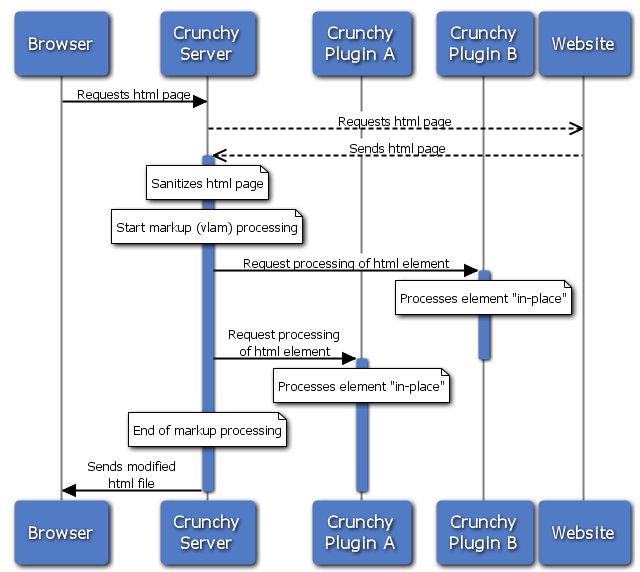 Browser
Crunchy
Server
Crunchy
PlugIn A
Crunchy
PlugIn B
Website
Requests html page
Requests html page
Sends html page
Sanitizes html page
Start markup (vlam) processing
Request processing of html element
Processes element "in-place"
Request processing
of html element
Processes element "in-place"
End of markup processing
Sends modified
html file
Browser
Crunchy
Server
Crunchy
PlugIn A
Crunchy
PlugIn B
Website